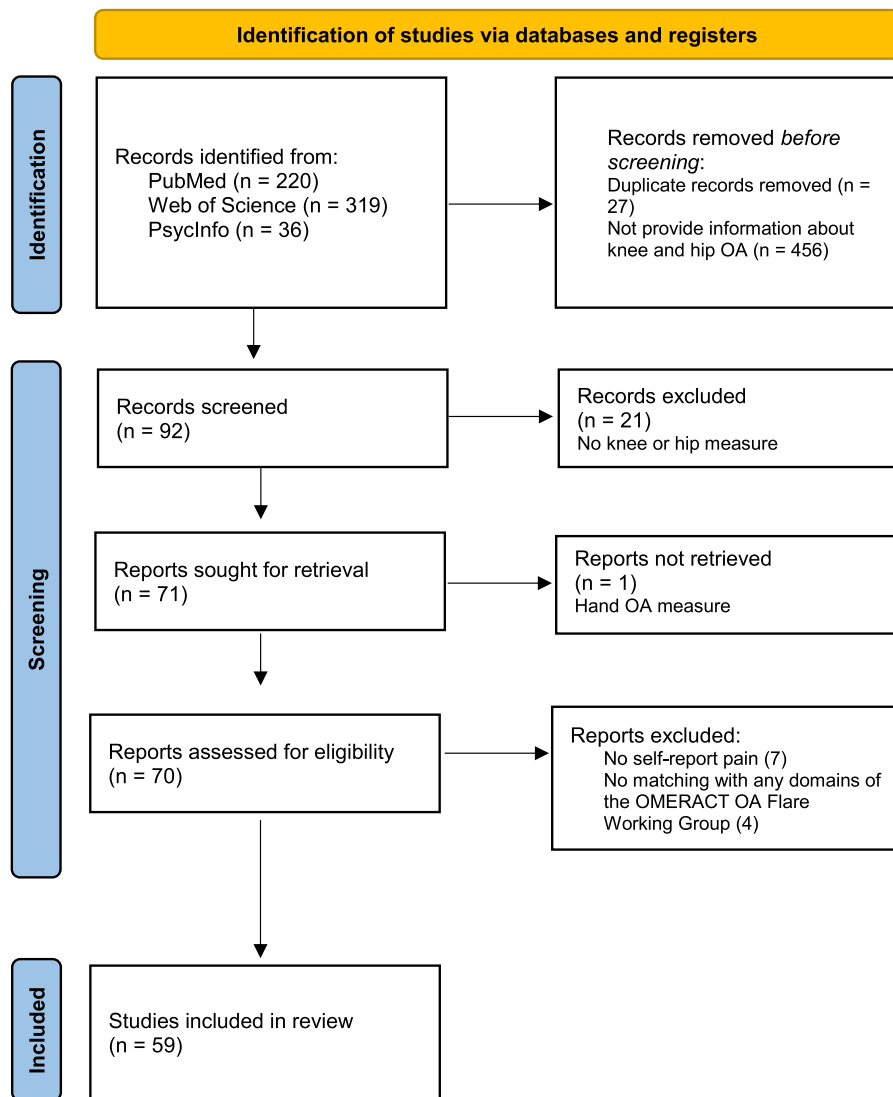 Identification of studies via databases and registers
Identification
Records identified from:
PubMed (n = 220)
Web of Science (n = 319)
PsycInfo (n = 36)
Records removed before
screening:
Duplicate records removed (n =
27)
Not provide information about
knee and hip OA (n = 456)
Screening
Records screened
(n = 92)
Records excluded
(n = 21)
No knee or hip measure
Reports sought for retrieval
(n = 71)
Reports not retrieved
(n = 1)
Hand OA measure
Reports assessed for eligibility
(n = 70)
Reports excluded:
No self-report pain (7)
No matching with any domains of
the OMERACT OA Flare
Working Group (4)
Included
Studies included in review
(n = 59)